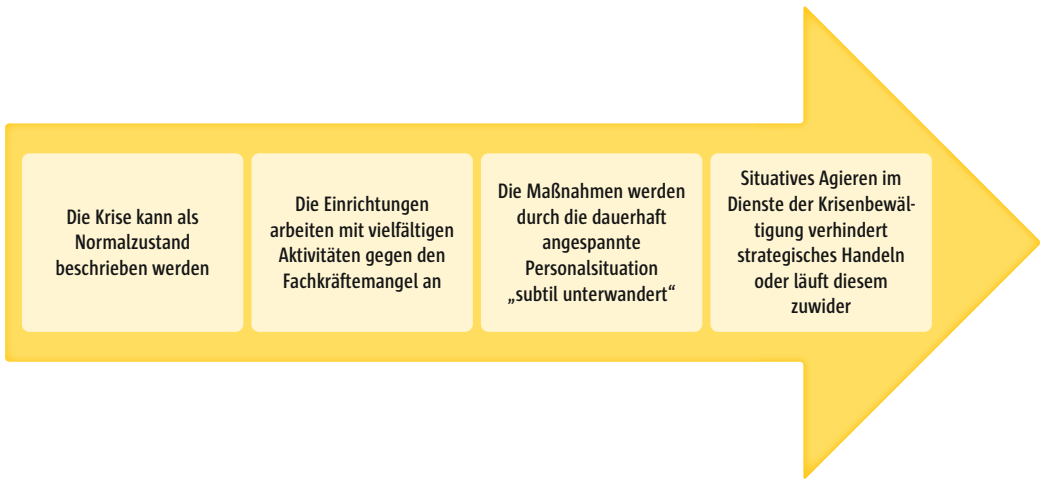 Die Krise kann als
Normalzustand
beschrieben werden
Die Einrichtungen
arbeiten mit vielfältigen
Aktivitäten gegen den
Fachkräftemangel an
Die Maßnahmen werden
durch die dauerhaft
angespannte
Personalsituation
„subtil unterwandert“
Situatives Agieren im
Dienste der Krisenbewäl-
tigung verhindert
strategisches Handeln
oder läuft diesem
zuwider